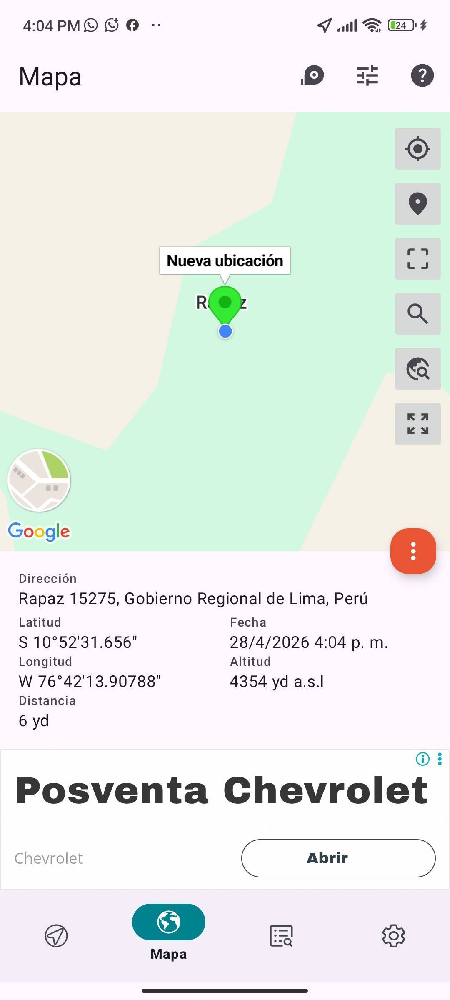 4:04 PM
24
Mapa
Nueva ubicación
Google
Dirección
Rapaz 15275, Gobierno Regional de Lima, Perú
Latitud
Fecha
S 10°52'31.656"
28/4/2026 4:04 p. m.
Longitud
Altitud
W 76°42'13.90788"
4354 yd a.s.l
Distancia
6 yd
Posventa Chevrolet
Chevrolet
Abrir
Mapa